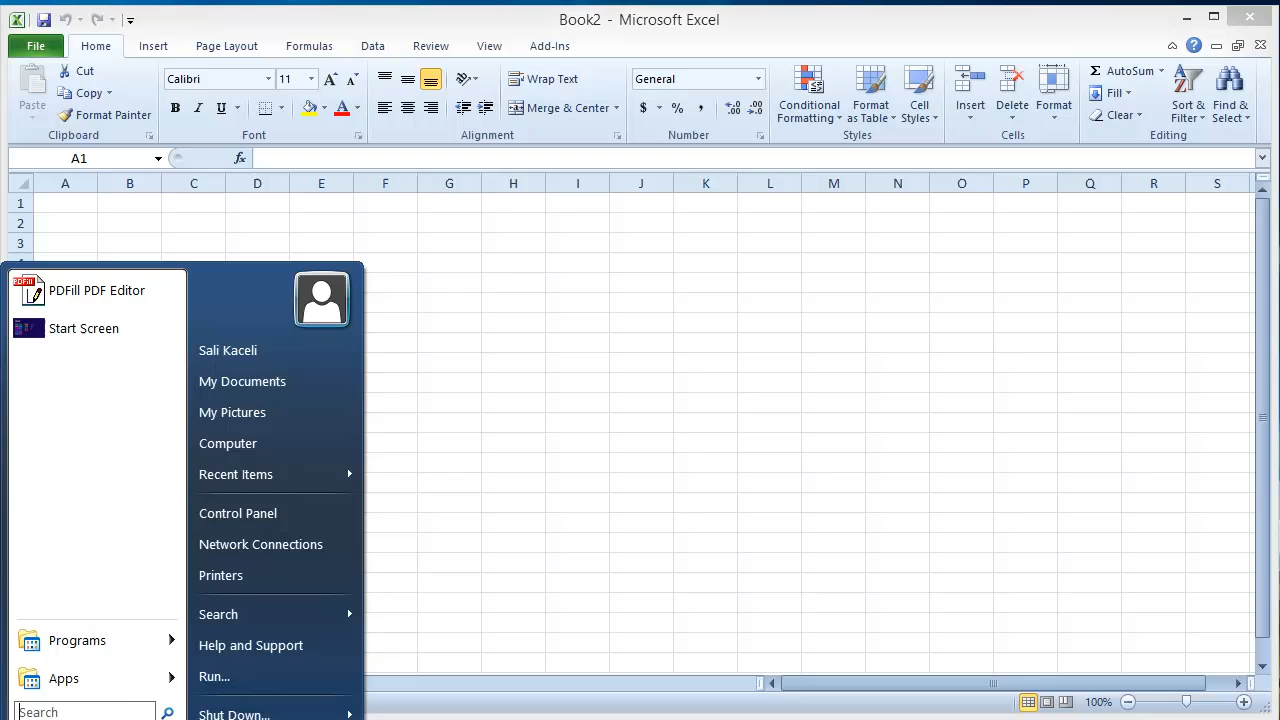 Book2 - Microsoft Excel
File Home Insert Page Layout Formulas Data Review View Add-Ins
Paste
Cut
Copy
Format Painter
Clipboard
Calibri 11
B I U A
Font
Wrap Text
Merge & Center
Alignment
General
$ % ,
Number
Conditional Formatting
Format as Table
Cell Styles
Styles
Insert
Delete
Format
Cells
AutoSum
Fill
Clear
Sort & Filter
Find & Select
Editing
A1 fx
A B C D E F G H I J K L M N O P Q R S
1
2
3
PDFill PDF Editor
Start Screen
Programs
Apps
Search
Sali Kaceli
My Documents
My Pictures
Computer
Recent Items
Control Panel
Network Connections
Printers
Search
Help and Support
Run...
Shut Down...
100%